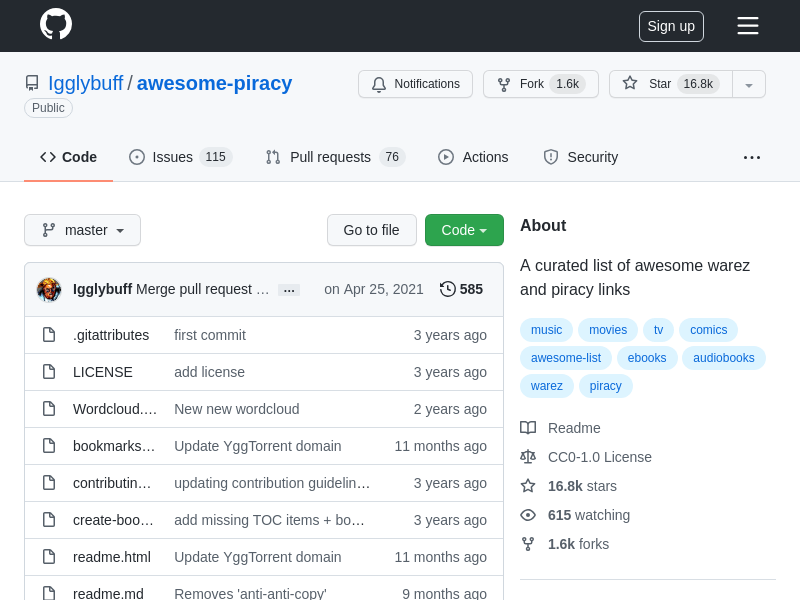 Sign up
Igglybuff / awesome-piracy
Public
Notifications
Fork 1.6k
Star 16.8k
Code
Issues 115
Pull requests 76
Actions
Security
master
Go to file
Code
Igglybuff Merge pull request … ... on Apr 25, 2021 585
.gitattributes first commit 3 years ago
LICENSE add license 3 years ago
Wordcloud.… New new wordcloud 2 years ago
bookmarks… Update YggTorrent domain 11 months ago
contributin… updating contribution guidelin… 3 years ago
create-boo… add missing TOC items + bo… 3 years ago
readme.html Update YggTorrent domain 11 months ago
readme.md Removes 'anti-anti-copy' 9 months ago
About
A curated list of awesome warez
and piracy links
music movies tv comics
awesome-list ebooks audiobooks
warez piracy
Readme
CC0-1.0 License
16.8k stars
615 watching
1.6k forks